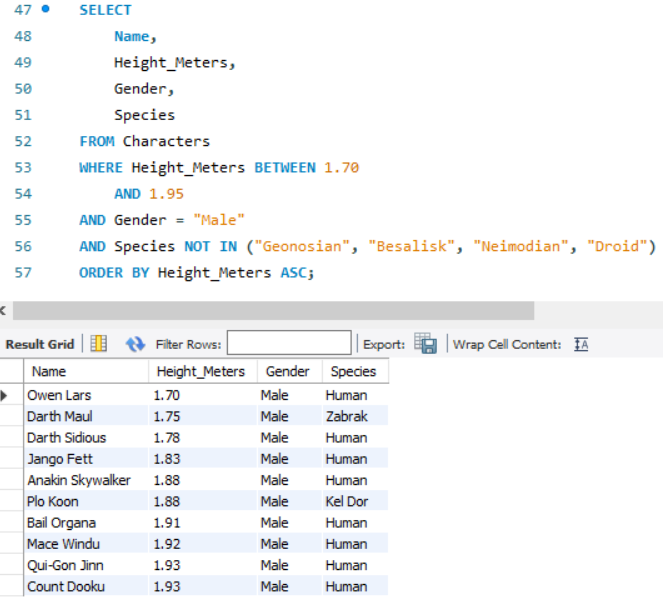 47 SELECT
48 Name,
49 Height_Meters,
50 Gender,
51 Species
52 FROM Characters
53 WHERE Height_Meters BETWEEN 1.70
54 AND 1.95
55 AND Gender = "Male"
56 AND Species NOT IN ("Geonosian", "Besalisk", "Neimodian", "Droid")
57 ORDER BY Height_Meters ASC;
Result Grid Filter Rows: Export: Wrap Cell Content:
Name Height_Meters Gender Species
Owen Lars 1.70 Male Human
Darth Maul 1.75 Male Zabrak
Darth Sidious 1.78 Male Human
Jango Fett 1.83 Male Human
Anakin Skywalker 1.88 Male Human
Plo Koon 1.88 Male Kel Dor
Bail Organa 1.91 Male Human
Mace Windu 1.92 Male Human
Qui-Gon Jinn 1.93 Male Human
Count Dooku 1.93 Male Human